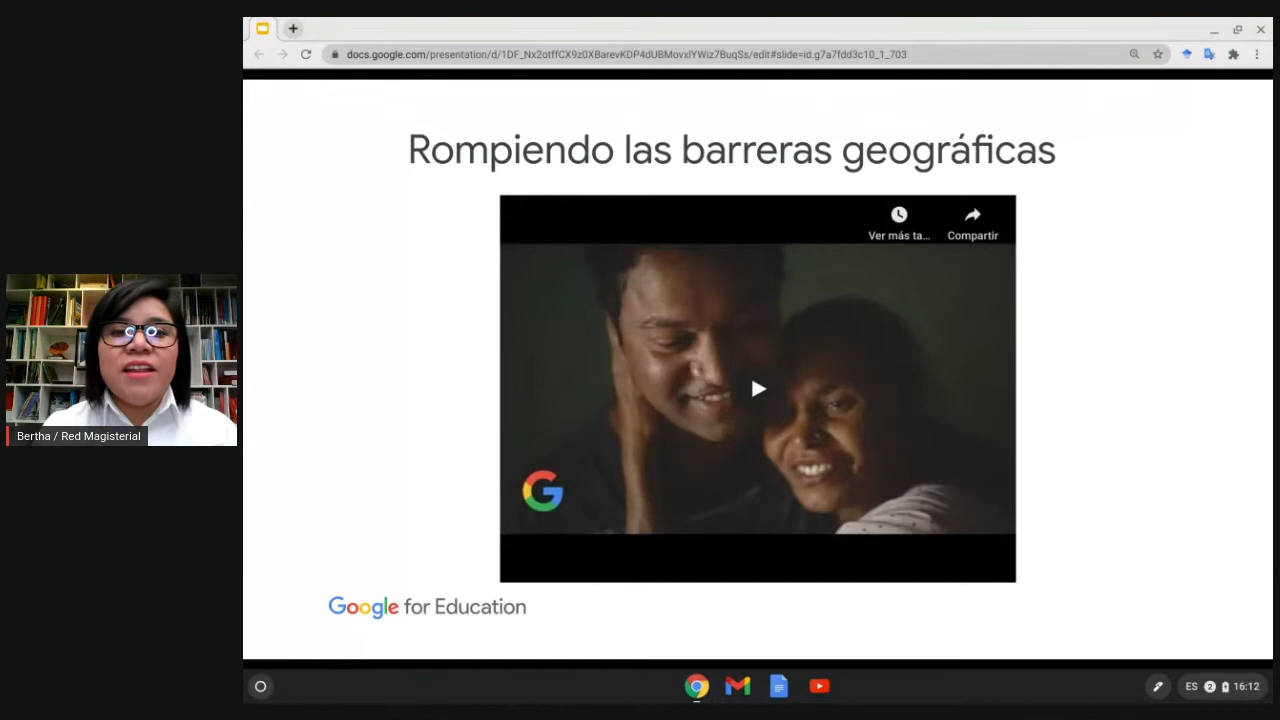 docs.google.com/presentation/d/1DF_Nx2otffCX9z0XBarevKDP4dUBMovxlYWiz7BuqSs/edit#slide=id.g7a7fdd3c10_1_703
Rompiendo las barreras geográficas
Ver más ta...
Compartir
G
Bertha / Red Magisterial
Google for Education
ES 2 16:12